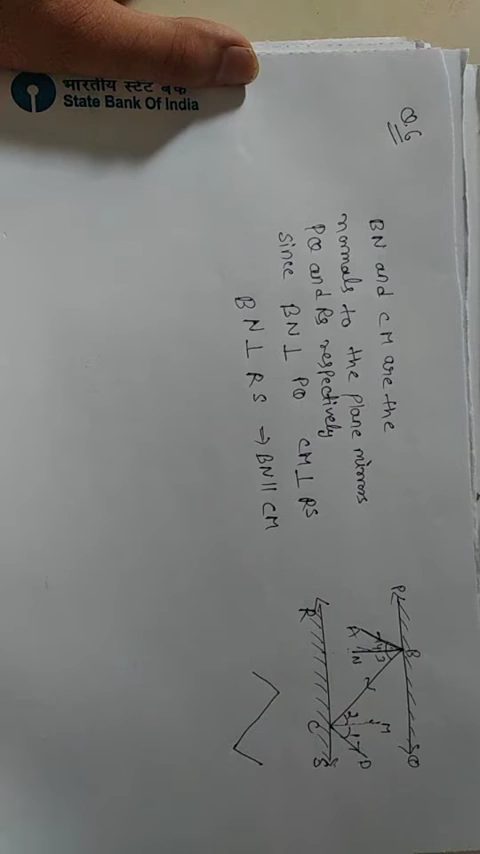 भारतीय स्टेट बैंक
State Bank Of India
Q.6
BN and CM are the
normals to the plane mirrors
PQ and RS respectively
since BN ⊥ PQ CM ⊥ RS
BN ⊥ RS ⇒ BN || CM
P B Q
A N M D
R C S